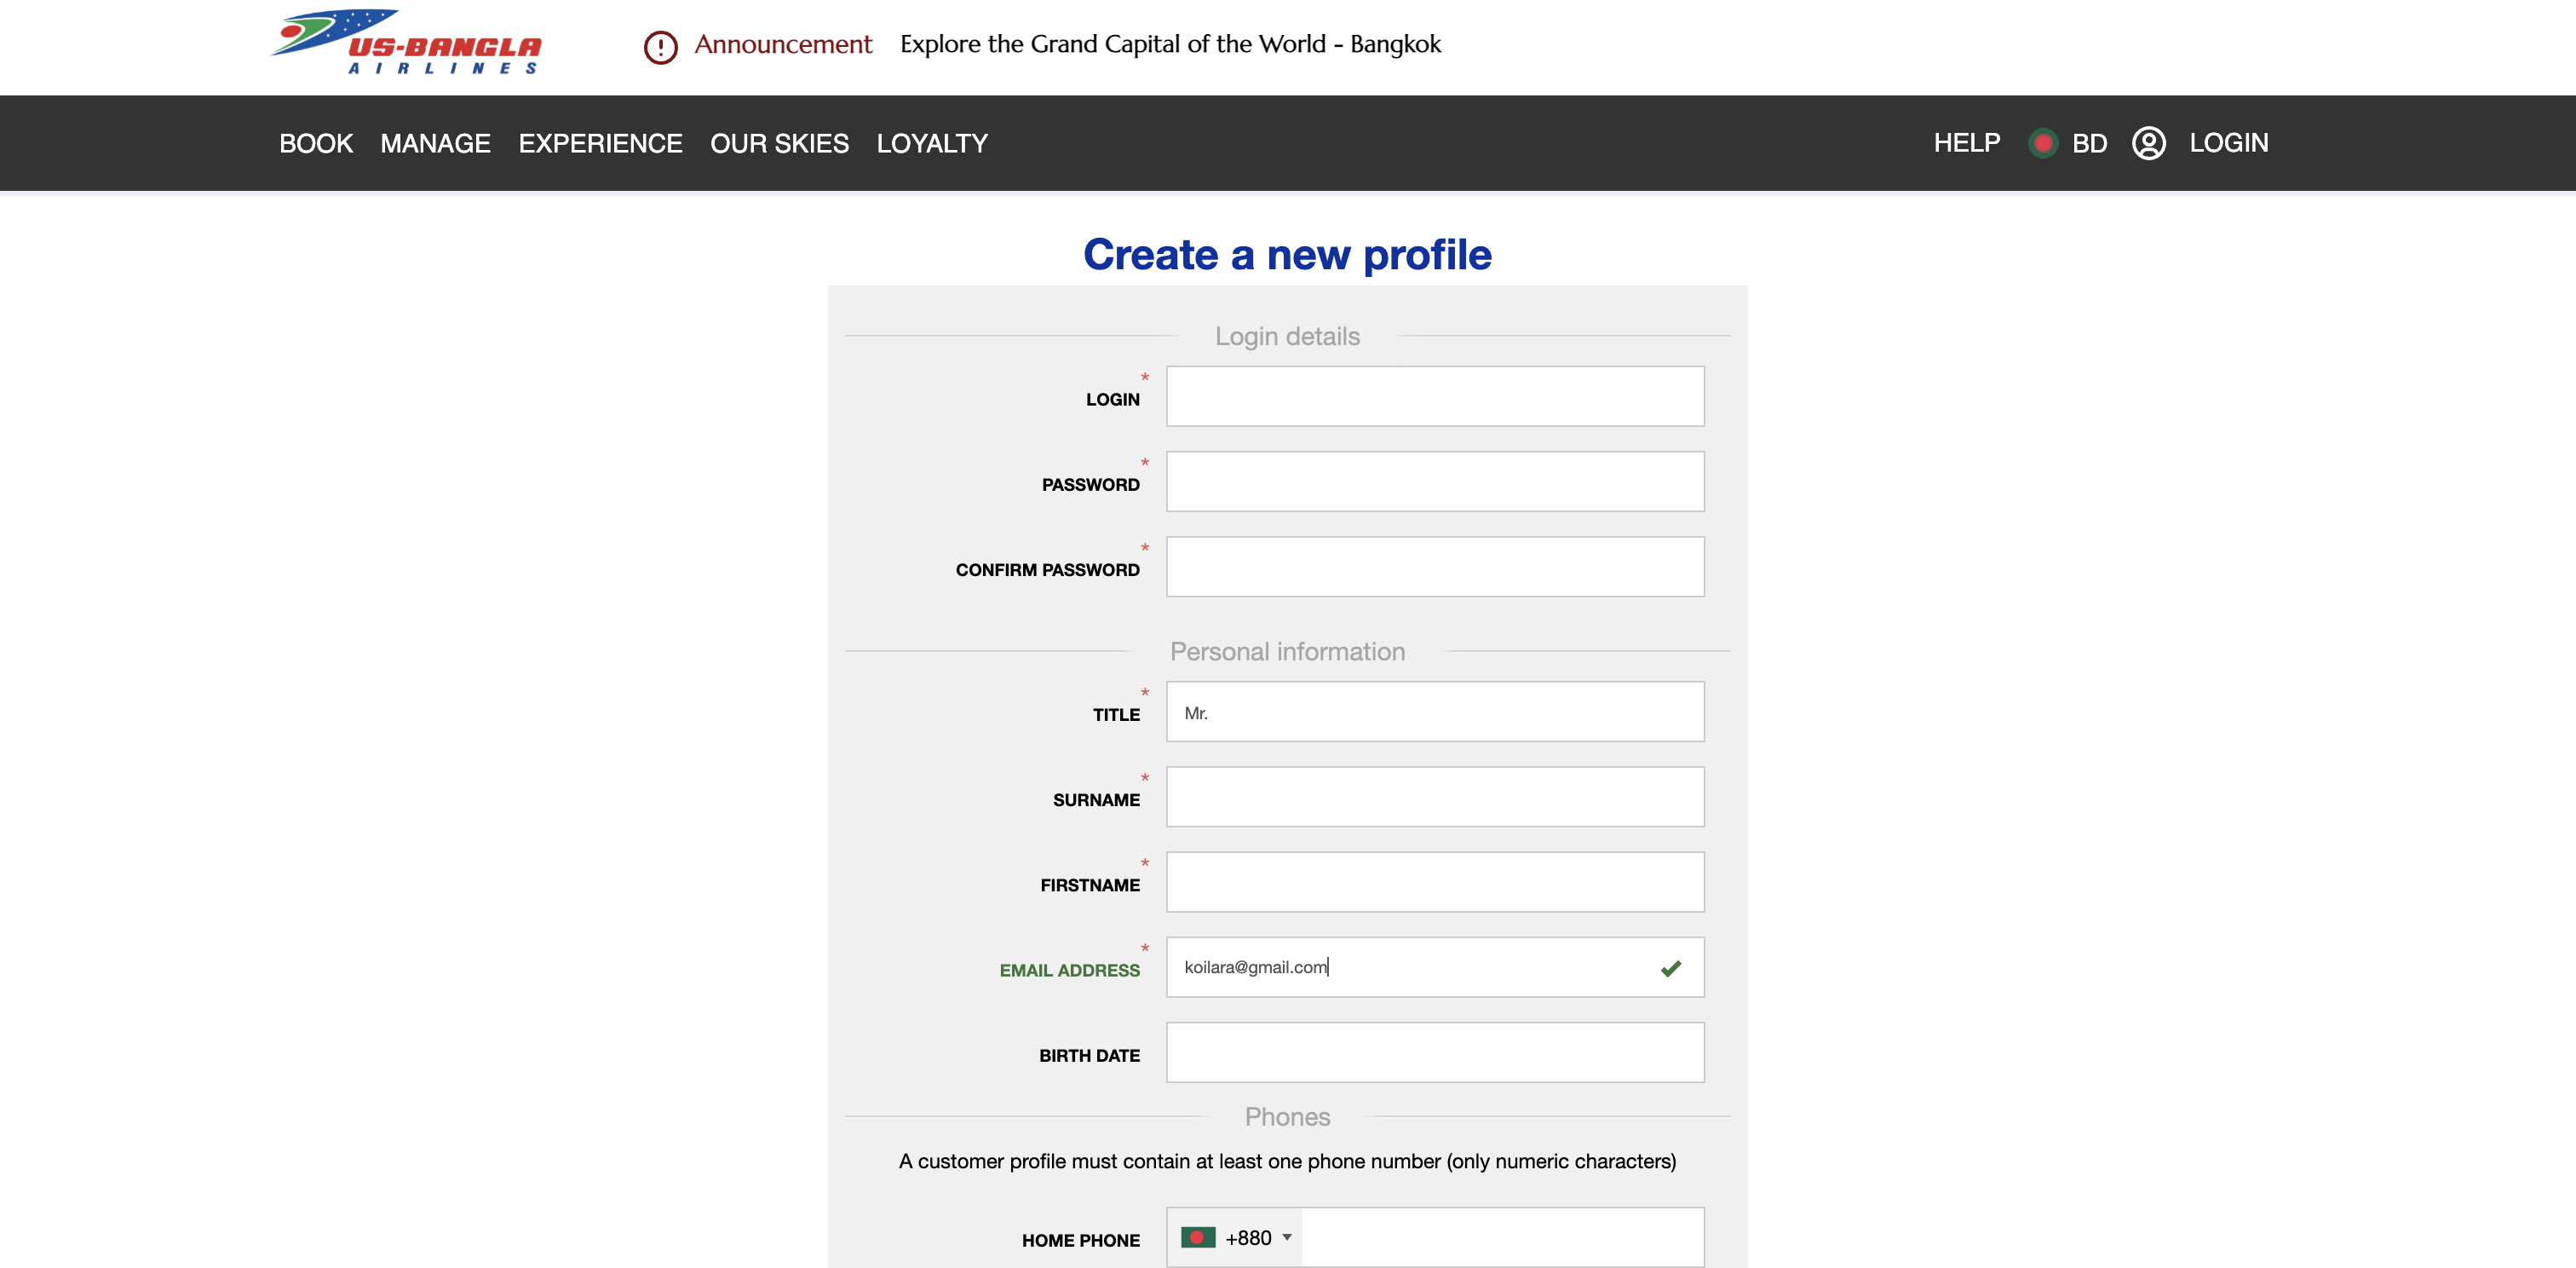 US-BANGLA
AIRLINES
Announcement Explore the Grand Capital of the World - Bangkok
BOOK MANAGE EXPERIENCE OUR SKIES LOYALTY HELP BD LOGIN
Create a new profile
Login details
* LOGIN
* PASSWORD
* CONFIRM PASSWORD
Personal information
* TITLE Mr.
* SURNAME
* FIRSTNAME
* EMAIL ADDRESS koilara@gmail.com
BIRTH DATE
Phones
A customer profile must contain at least one phone number (only numeric characters)
HOME PHONE +880